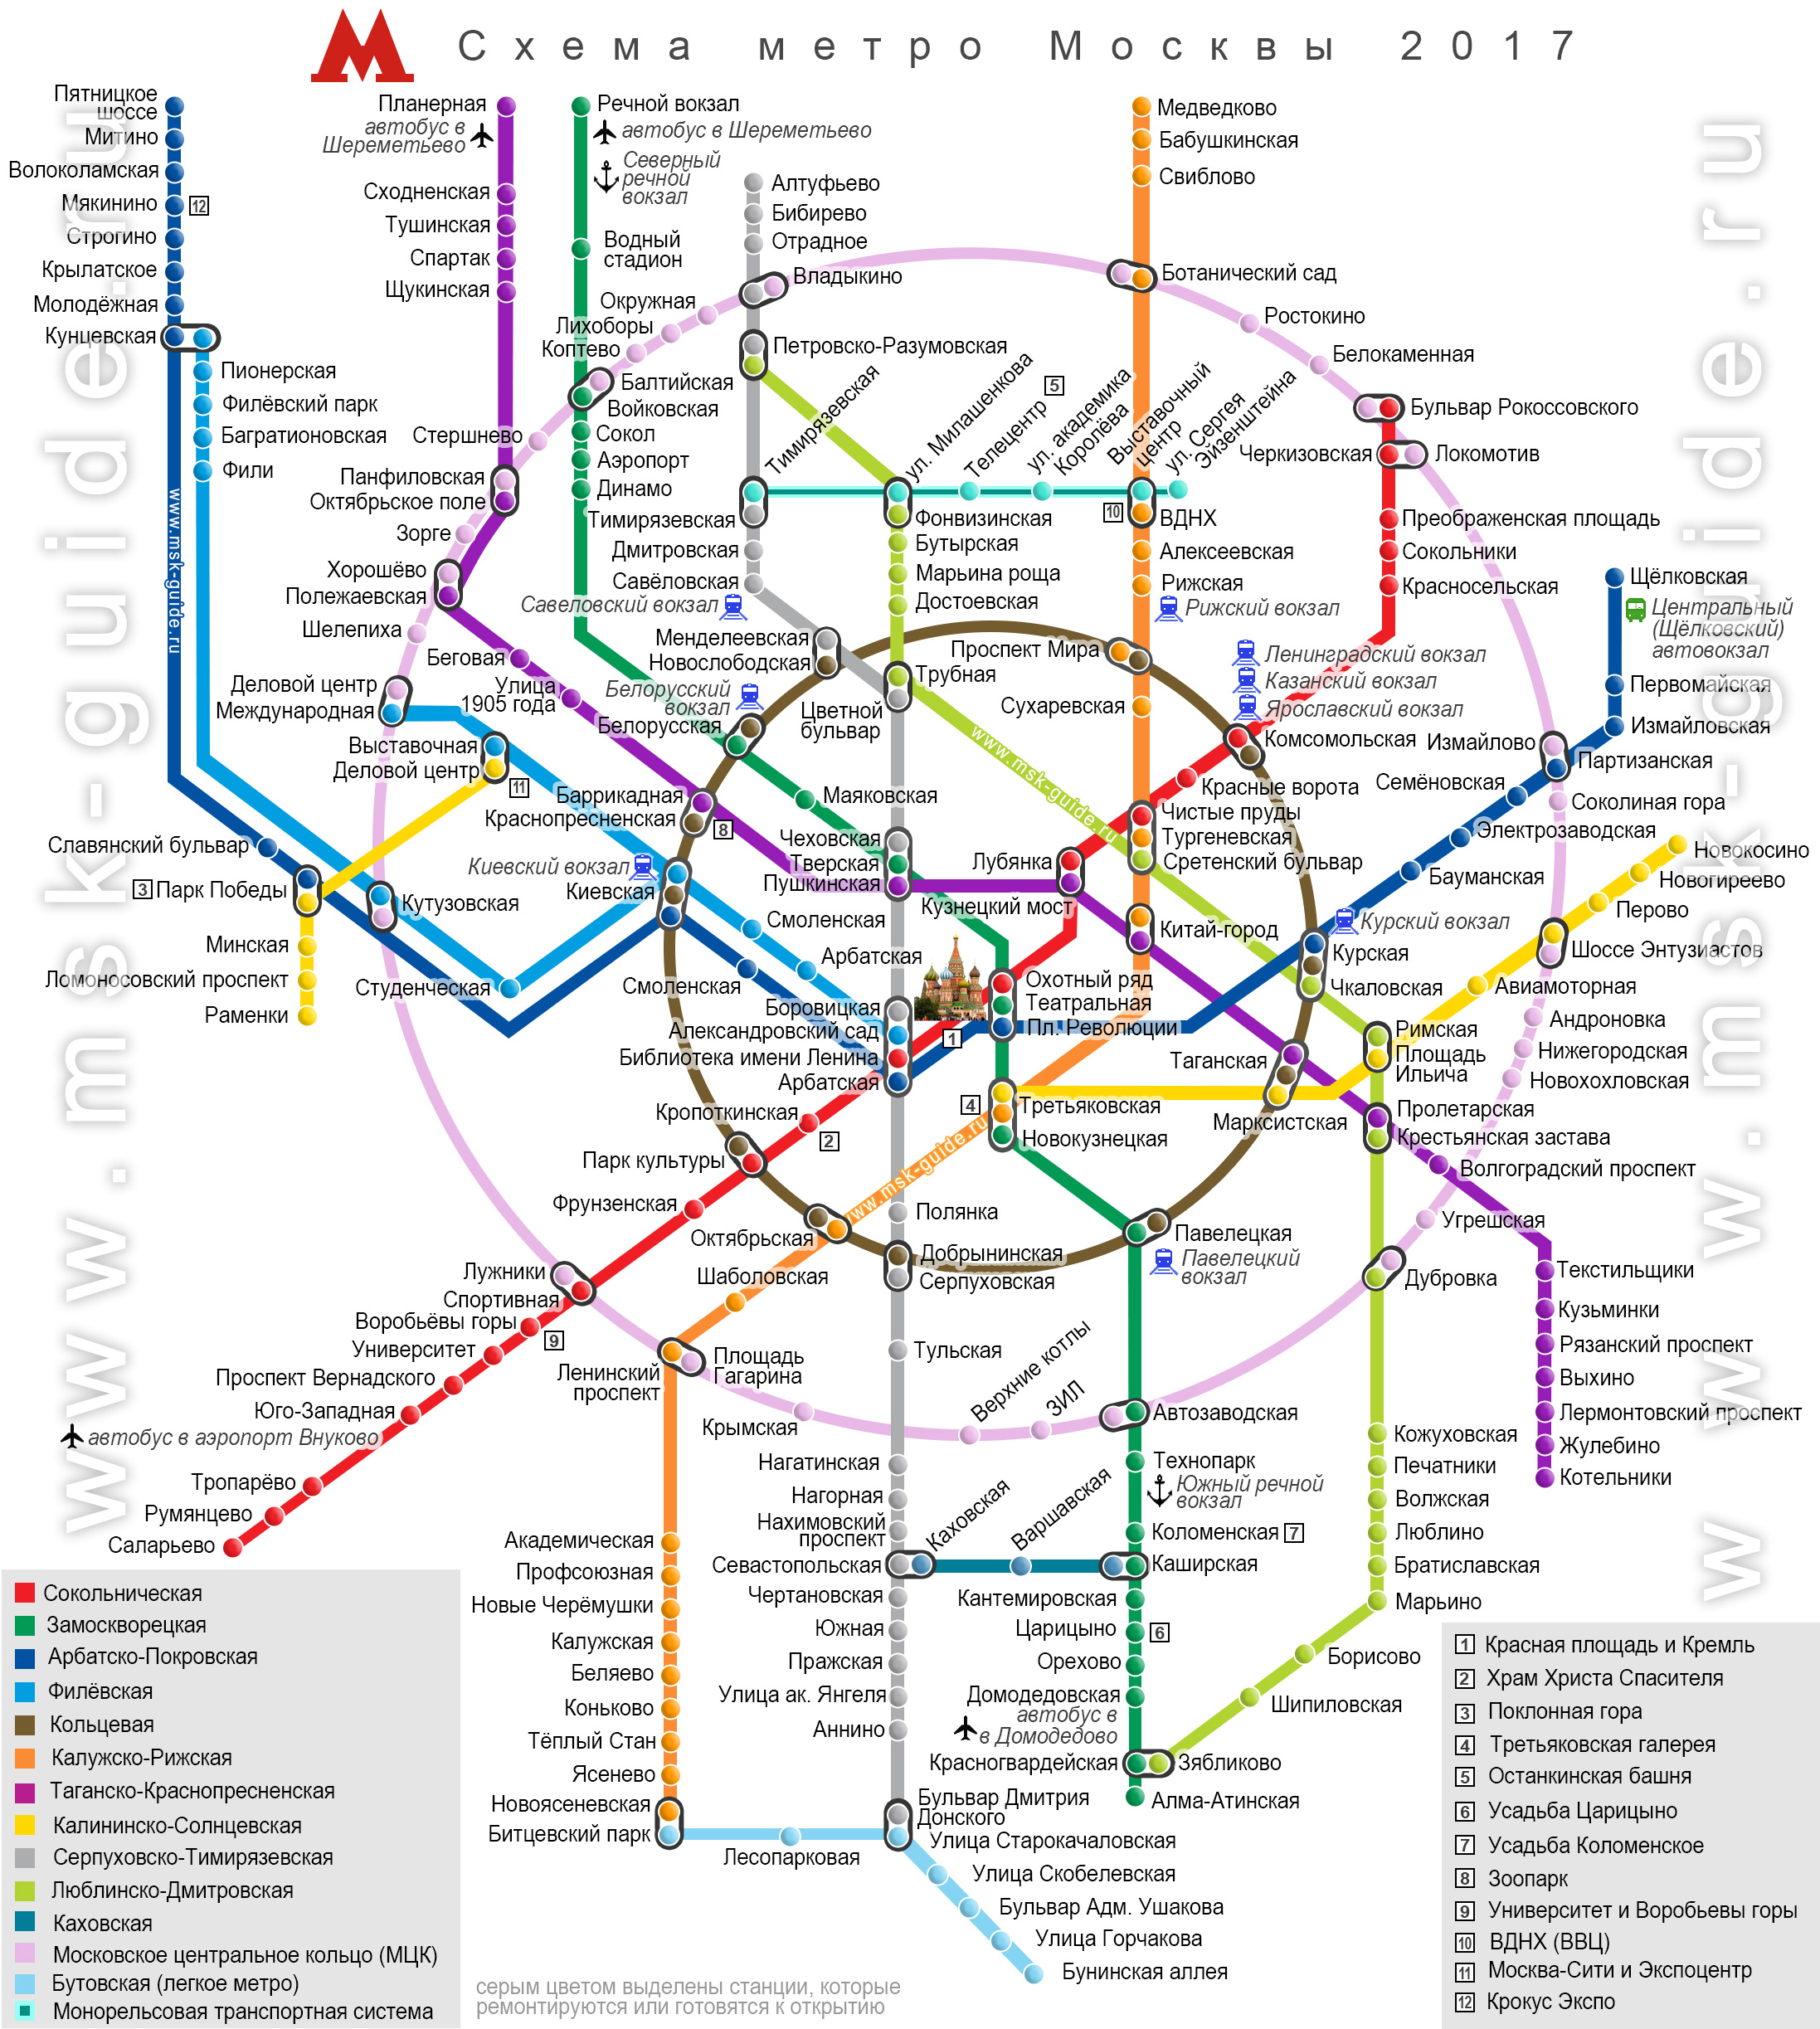 Схема метро Москвы 2017
Пятницкое
шоссе
Митино
Волоколамская
Мякинино
12
Строгино
Крылатское
Молодёжная
Кунцевская
Пионерская
Филёвский парк
Багратионовская
Фили
Планерная
автобус в
Шереметьево
Сходненская
Тушинская
Спартак
Щукинская
Речной вокзал
автобус в Шереметьево
Северный
речной
вокзал
Водный
стадион
Алтуфьево
Бибирево
Отрадное
Владыкино
Окружная
Лихоборы
Коптево
Балтийская
Войковская
Сокол
Аэропорт
Динамо
Петровско-Разумовская
Тимирязевская
ул. Милашенкова
Телецентр
5
ул. академика
Королёва
Выставочный
центр
ул. Сергея
Эйзенштейна
Медведково
Бабушкинская
Свиблово
Ботанический сад
Ростокино
Белокаменная
Бульвар Рокоссовского
Черкизовская
Локомотив
Преображенская площадь
Сокольники
Красносельская
Стершнево
Панфиловская
Октябрьское поле
Зорге
Хорошёво
Полежаевская
Шелепиха
Беговая
Улица
1905 года
Деловой центр
Международная
Выставочная
Деловой центр
11
Тимирязевская
Дмитровская
Савёловская
Савеловский вокзал
Менделеевская
Новослободская
Белорусский
вокзал
Белорусская
Фонвизинская
Бутырская
Марьина роща
Достоевская
Трубная
Цветной
бульвар
10
ВДНХ
Алексеевская
Рижская
Рижский вокзал
Проспект Мира
Сухаревская
Ленинградский вокзал
Казанский вокзал
Ярославский вокзал
Комсомольская
Красные ворота
Щёлковская
Центральный
(Щёлковский)
автовокзал
Первомайская
Измайловская
Измайлово
Партизанская
Семёновская
Соколиная гора
Электрозаводская
Бауманская
Новокосино
Новогиреево
Перово
Шоссе Энтузиастов
Авиамоторная
Андроновка
Нижегородская
Новохохловская
Баррикадная
Краснопресненская
8
Маяковская
Чеховская
Тверская
Пушкинская
Лубянка
Кузнецкий мост
Чистые пруды
Тургеневская
Сретенский бульвар
Китай-город
Курский вокзал
Курская
Чкаловская
Римская
Площадь
Ильича
Славянский бульвар
3
Парк Победы
Минская
Ломоносовский проспект
Раменки
Кутузовская
Студенческая
Киевский вокзал
Киевская
Смоленская
Арбатская
Смоленская
Боровицкая
Александровский сад
Библиотека имени Ленина
Арбатская
1
Охотный ряд
Театральная
Пл. Революции
Таганская
Марксистская
4
Третьяковская
Новокузнецкая
Пролетарская
Крестьянская застава
Волгоградский проспект
Угрешская
Дубровка
Текстильщики
Кузьминки
Рязанский проспект
Выхино
Лермонтовский проспект
Жулебино
Котельники
Кропоткинская
2
Парк культуры
Фрунзенская
Октябрьская
Шаболовская
Полянка
Добрынинская
Серпуховская
Павелецкая
Павелецкий
вокзал
Лужники
Спортивная
Воробьёвы горы
9
Университет
Проспект Вернадского
Юго-Западная
автобус в аэропорт Внуково
Тропарёво
Румянцево
Саларьево
Ленинский
проспект
Площадь
Гагарина
Крымская
Тульская
Верхние котлы
ЗИЛ
Автозаводская
Технопарк
Южный речной
вокзал
Коломенская
7
Каширская
Каховская
Варшавская
Нагатинская
Нагорная
Нахимовский
проспект
Севастопольская
Чертановская
Южная
Пражская
Улица ак. Янгеля
Аннино
Бульвар Дмитрия
Донского
Улица Старокачаловская
Улица Скобелевская
Бульвар Адм. Ушакова
Улица Горчакова
Бунинская аллея
Академическая
Профсоюзная
Новые Черёмушки
Калужская
Беляево
Коньково
Тёплый Стан
Ясенево
Новоясеневская
Битцевский парк
Лесопарковая
Кантемировская
Царицыно
6
Орехово
Домодедовская
автобус в
в Домодедово
Красногвардейская
Зябликово
Алма-Атинская
Кожуховская
Печатники
Волжская
Люблино
Братиславская
Марьино
Борисово
Шипиловская
Сокольническая
Замоскворецкая
Арбатско-Покровская
Филёвская
Кольцевая
Калужско-Рижская
Таганско-Краснопресненская
Калининско-Солнцевская
Серпуховско-Тимирязевская
Люблинско-Дмитровская
Каховская
Московское центральное кольцо (МЦК)
Бутовская (легкое метро)
Монорельсовая транспортная система
серым цветом выделены станции, которые
ремонтируются или готовятся к открытию
1 Красная площадь и Кремль
2 Храм Христа Спасителя
3 Поклонная гора
4 Третьяковская галерея
5 Останкинская башня
6 Усадьба Царицыно
7 Усадьба Коломенское
8 Зоопарк
9 Университет и Воробьевы горы
10 ВДНХ (ВВЦ)
11 Москва-Сити и Экспоцентр
12 Крокус Экспо
www.msk-guide.ru
www.msk-guide.ru
www.msk-guide.ru
www.msk-guide.ru
www.msk-guide.ru